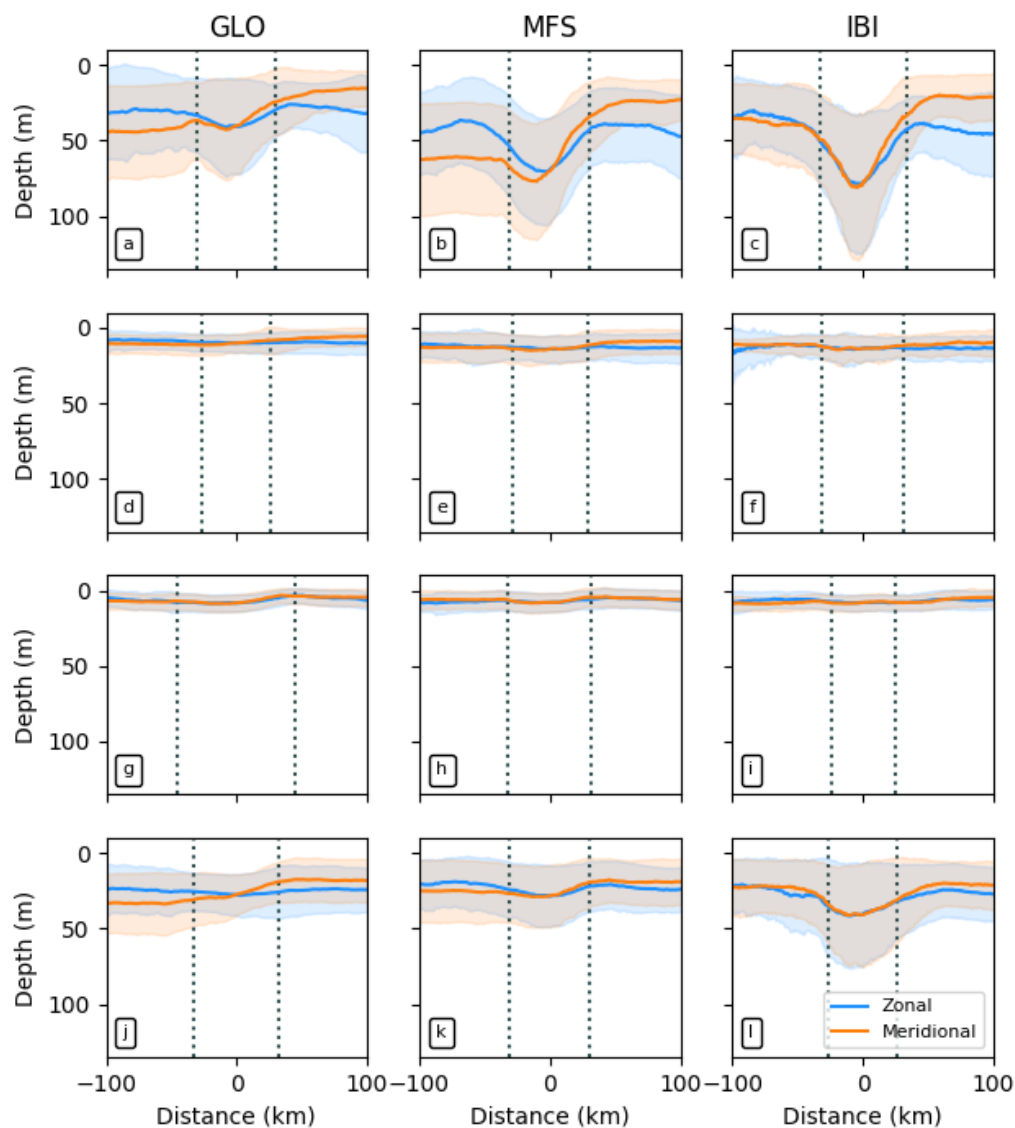 GLO MFS IBI
0
50
100
Depth (m)
a b c
0
50
100
Depth (m)
d e f
0
50
100
Depth (m)
g h i
0
50
100
Depth (m)
j k l
Zonal
Meridional
−100 0 100 −100 0 100 −100 0 100
Distance (km) Distance (km) Distance (km)